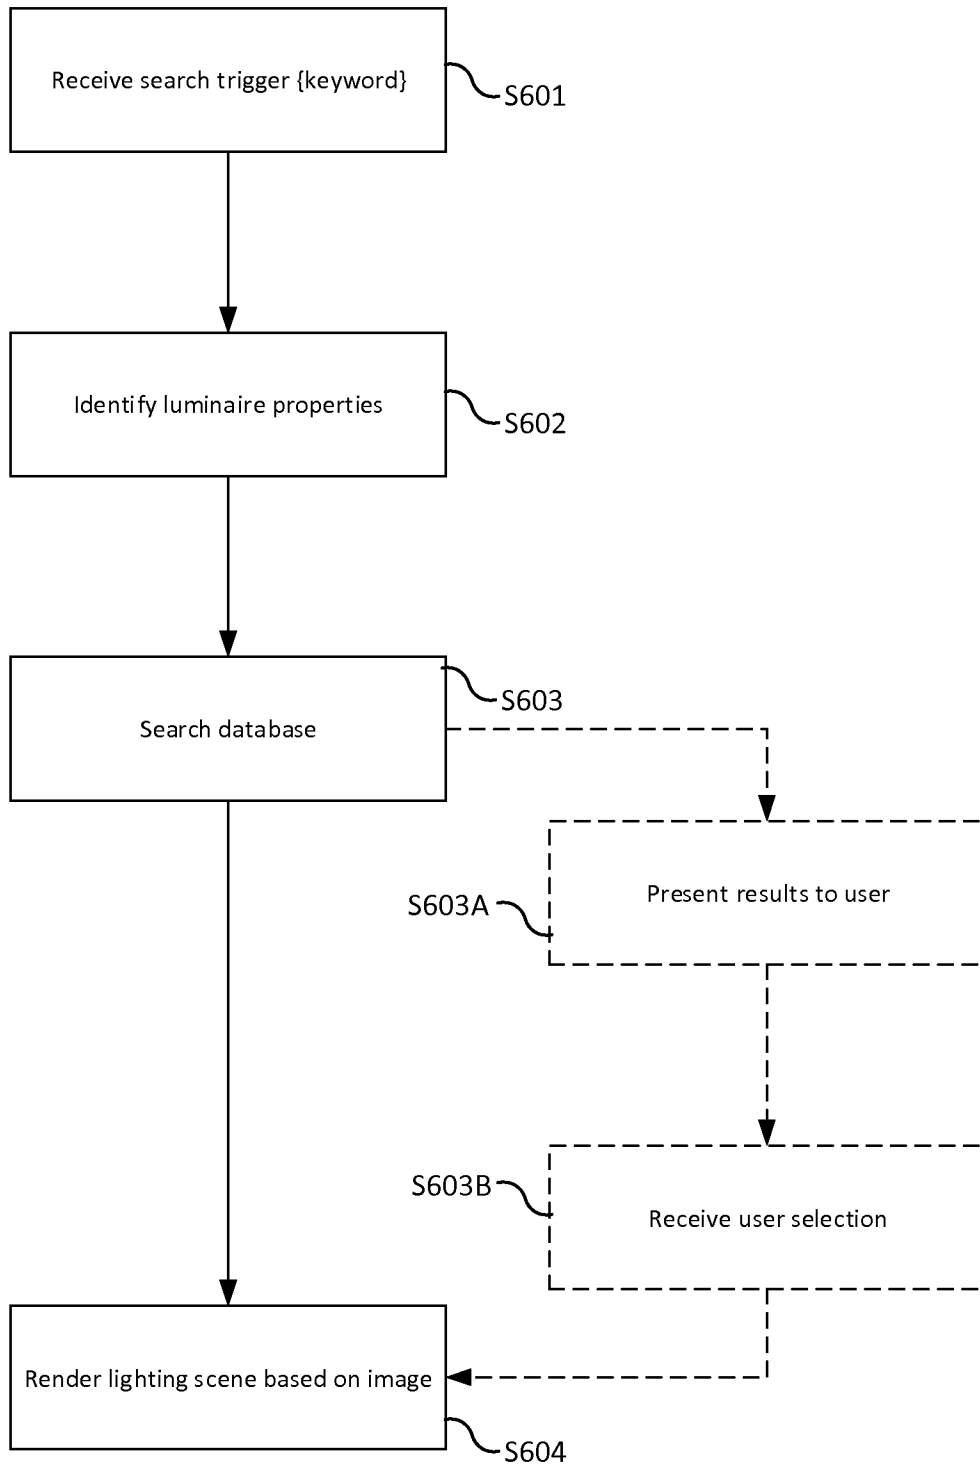 Receive search trigger {keyword}
S601
Identify luminaire properties
S602
Search database
S603
Present results to user
S603A
Receive user selection
S603B
Render lighting scene based on image
S604